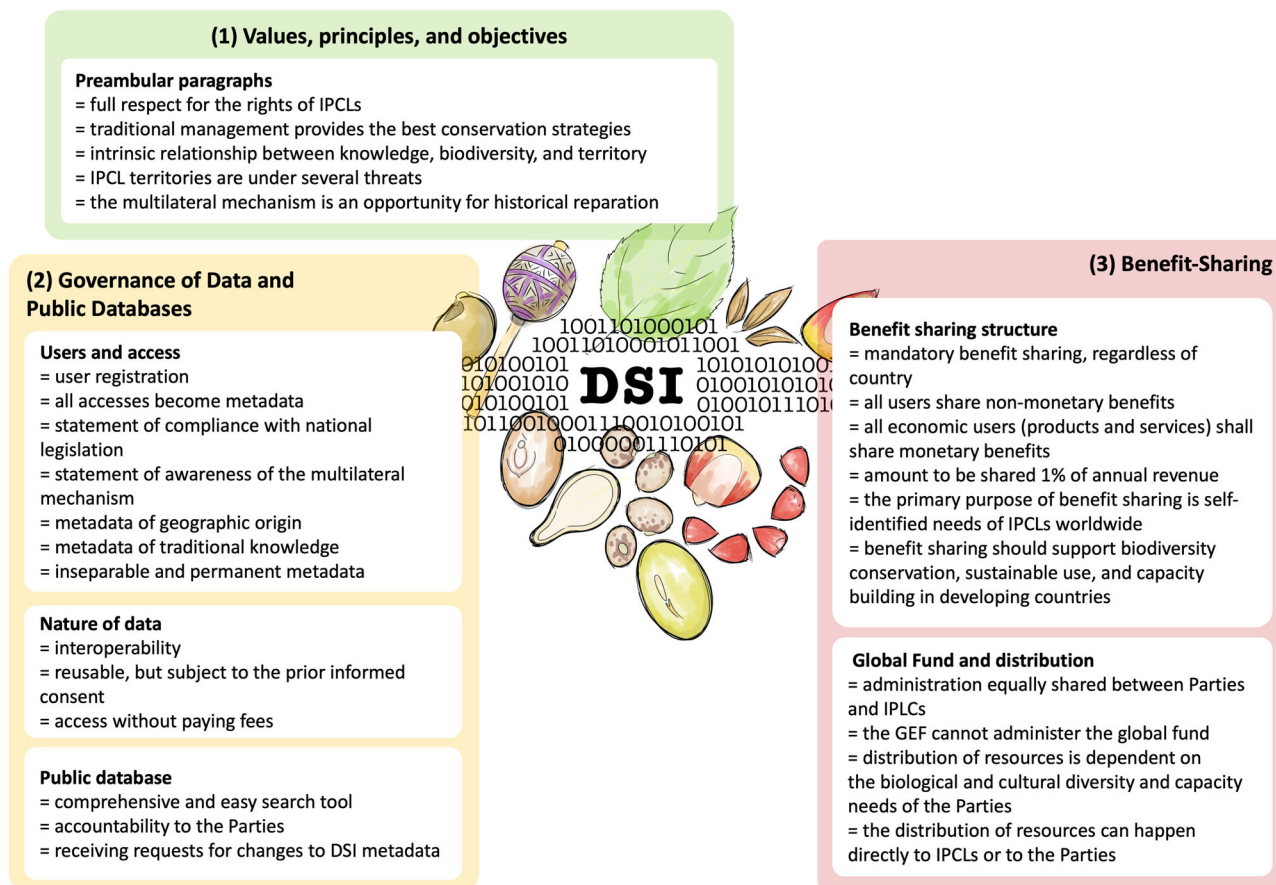 (1) Values, principles, and objectives
Preambular paragraphs
= full respect for the rights of IPCLs
= traditional management provides the best conservation strategies
= intrinsic relationship between knowledge, biodiversity, and territory
= IPCL territories are under several threats
= the multilateral mechanism is an opportunity for historical reparation
(2) Governance of Data and
Public Databases
Users and access
= user registration
= all accesses become metadata
= statement of compliance with national
legislation
= statement of awareness of the multilateral
mechanism
= metadata of geographic origin
= metadata of traditional knowledge
= inseparable and permanent metadata
Nature of data
= interoperability
= reusable, but subject to the prior informed
consent
= access without paying fees
Public database
= comprehensive and easy search tool
= accountability to the Parties
= receiving requests for changes to DSI metadata
1001101000101
10011010001011001
010100101
101001010
010100101
DSI
10101010100
01001010101
01001011101
10110010001110010100101
01000001110101
(3) Benefit-Sharing
Benefit sharing structure
= mandatory benefit sharing, regardless of
country
= all users share non-monetary benefits
= all economic users (products and services) shall
share monetary benefits
= amount to be shared 1% of annual revenue
= the primary purpose of benefit sharing is self-
identified needs of IPCLs worldwide
= benefit sharing should support biodiversity
conservation, sustainable use, and capacity
building in developing countries
Global Fund and distribution
= administration equally shared between Parties
and IPLCs
= the GEF cannot administer the global fund
= distribution of resources is dependent on
the biological and cultural diversity and capacity
needs of the Parties
= the distribution of resources can happen
directly to IPCLs or to the Parties